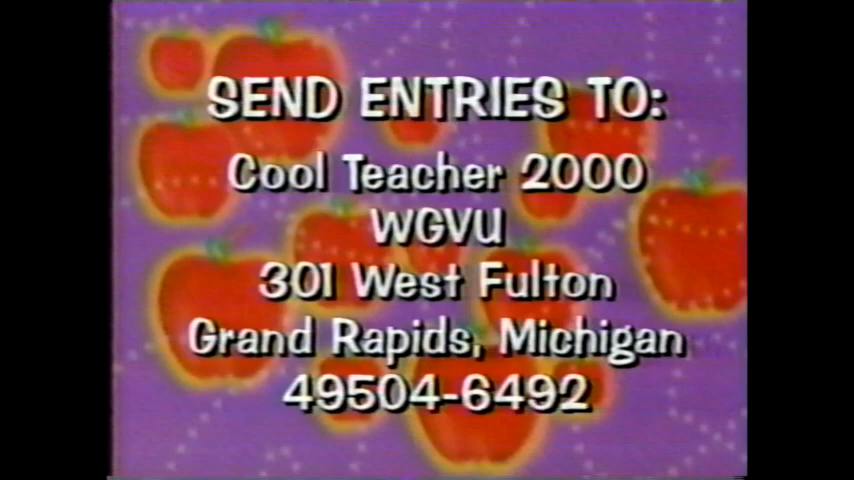 SEND ENTRIES TO:
Cool Teacher 2000
WGVU
301 West Fulton
Grand Rapids, Michigan
49504-6492